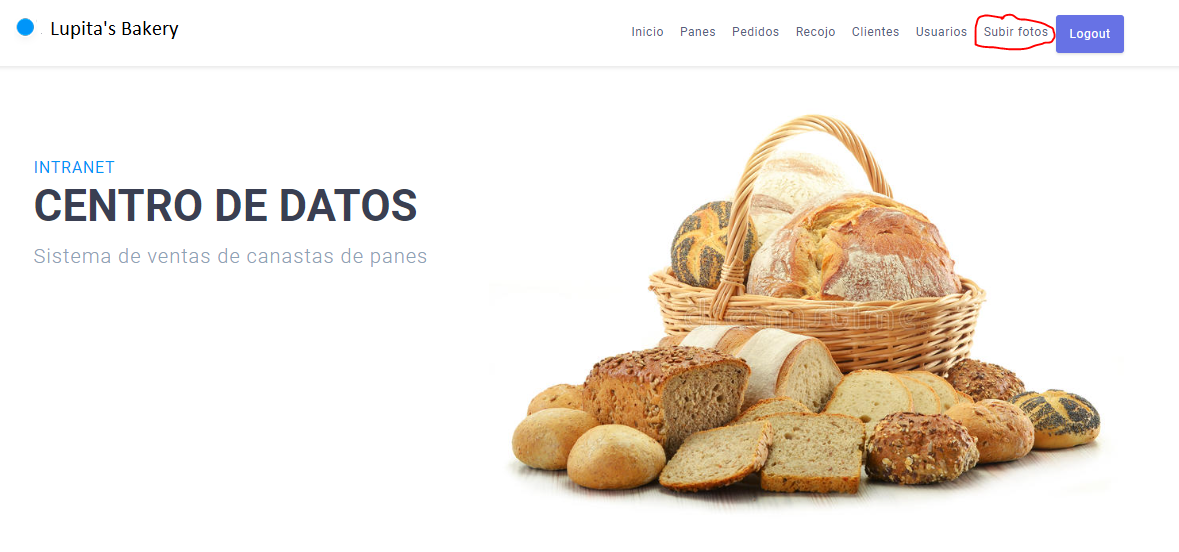 Lupita's Bakery
Inicio Panes Pedidos Recojo Clientes Usuarios Subir fotos Logout
INTRANET
CENTRO DE DATOS
Sistema de ventas de canastas de panes
dreamstime